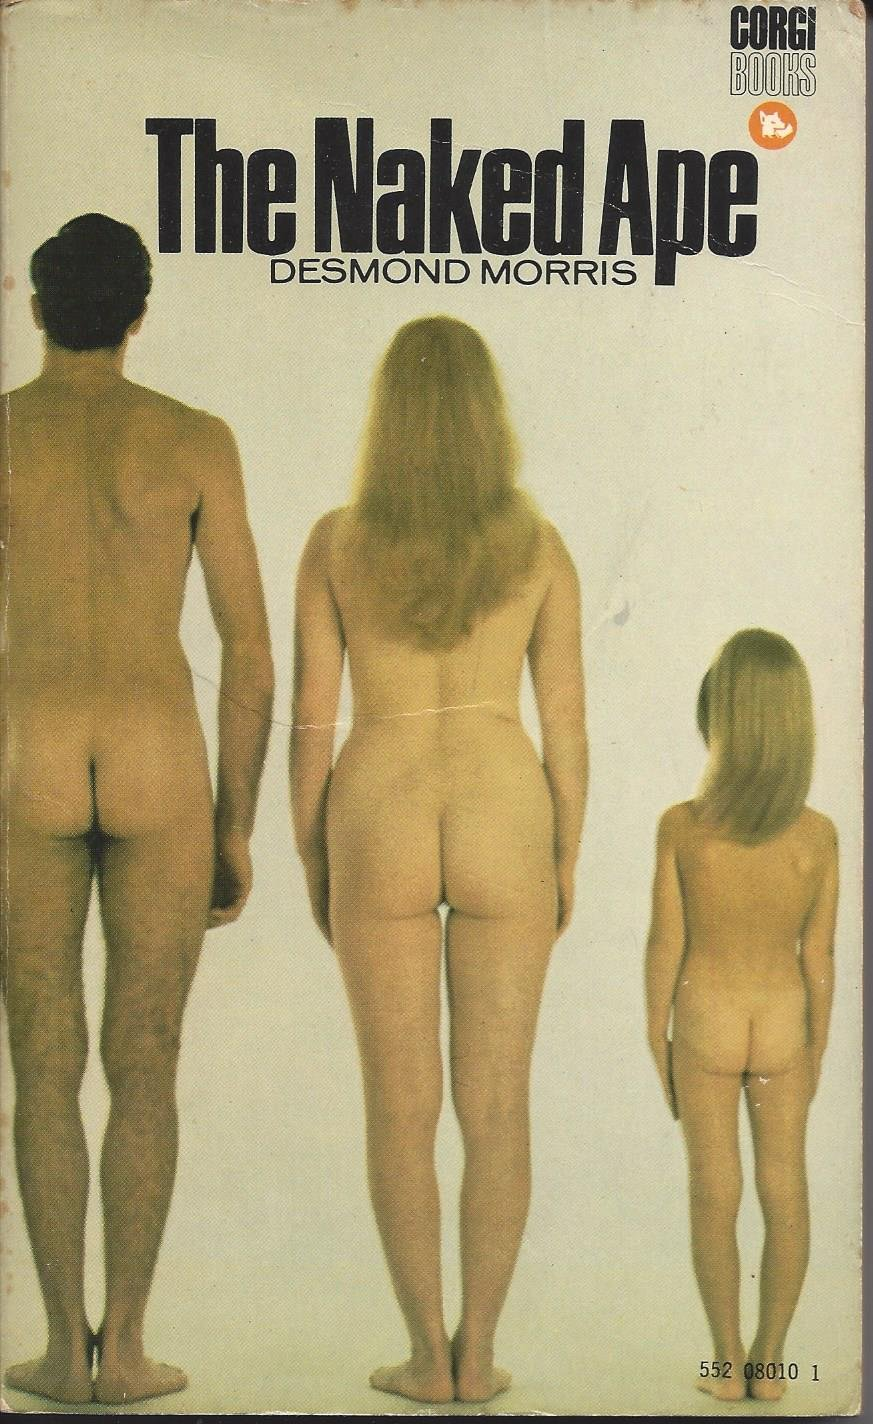 CORGI
BOOKS
The Naked Ape
DESMOND MORRIS
552 08010 1